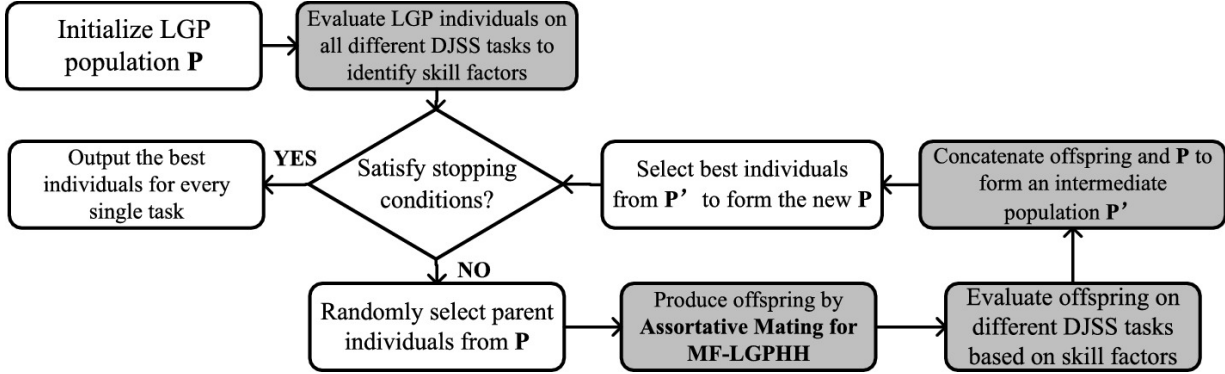 Initialize LGP
population P
Evaluate LGP individuals on
all different DJSS tasks to
identify skill factors
Output the best
individuals for every
single task
YES
Satisfy stopping
conditions?
Select best individuals
from P' to form the new P
Concatenate offspring and P to
form an intermediate
population P'
NO
Randomly select parent
individuals from P
Produce offspring by
Assortative Mating for
MF-LGPHH
Evaluate offspring on
different DJSS tasks
based on skill factors